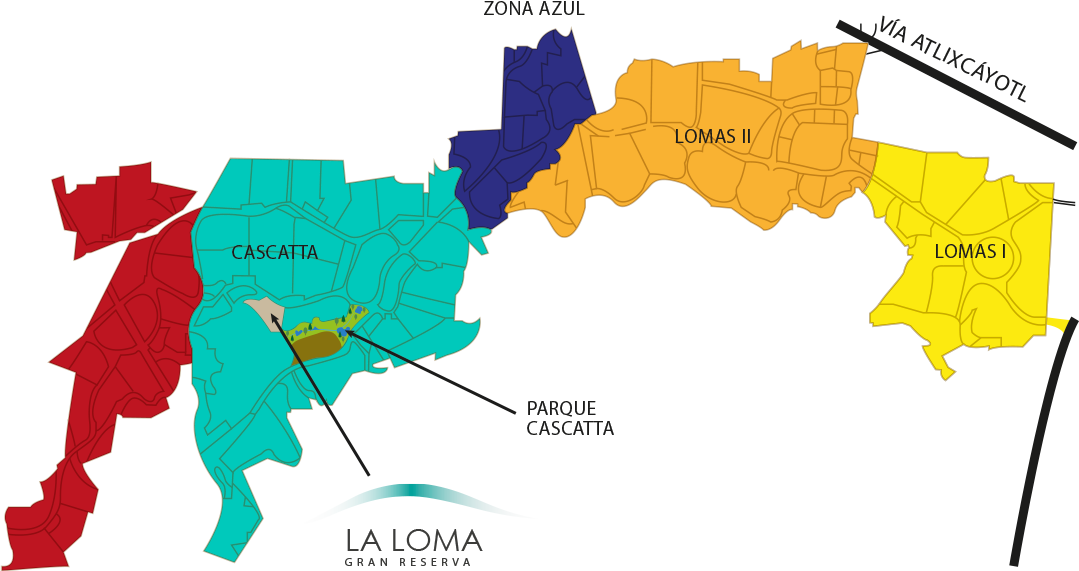 ZONA AZUL
VÍA ATLIXCÁYOTL
LOMAS II
CASCATTA
LOMAS I
PARQUE
CASCATTA
LA LOMA
GRAN RESERVA